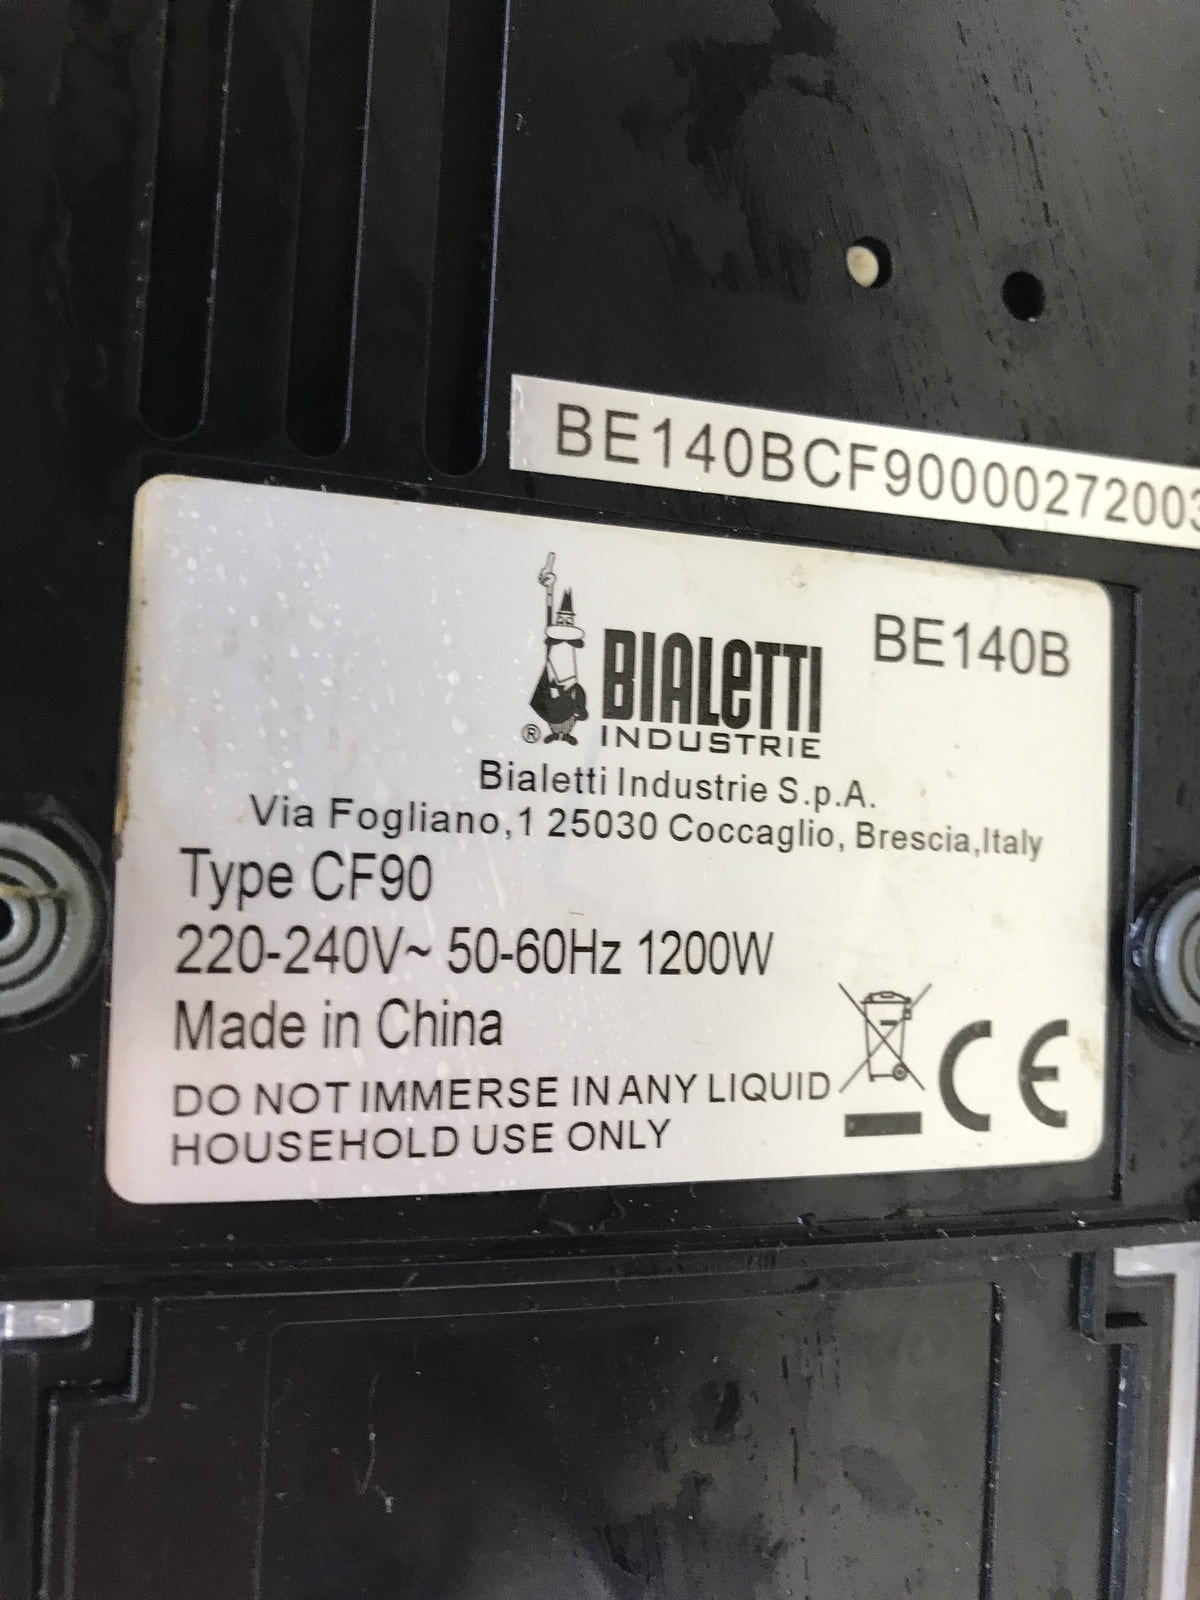 BE140BCF90000272003
BIALETTI
INDUSTRIE
®
BE140B
Bialetti Industrie S.p.A.
Via Fogliano,1 25030 Coccaglio, Brescia,Italy
Type CF90
220-240V~ 50-60Hz 1200W
Made in China
DO NOT IMMERSE IN ANY LIQUID
HOUSEHOLD USE ONLY
CE